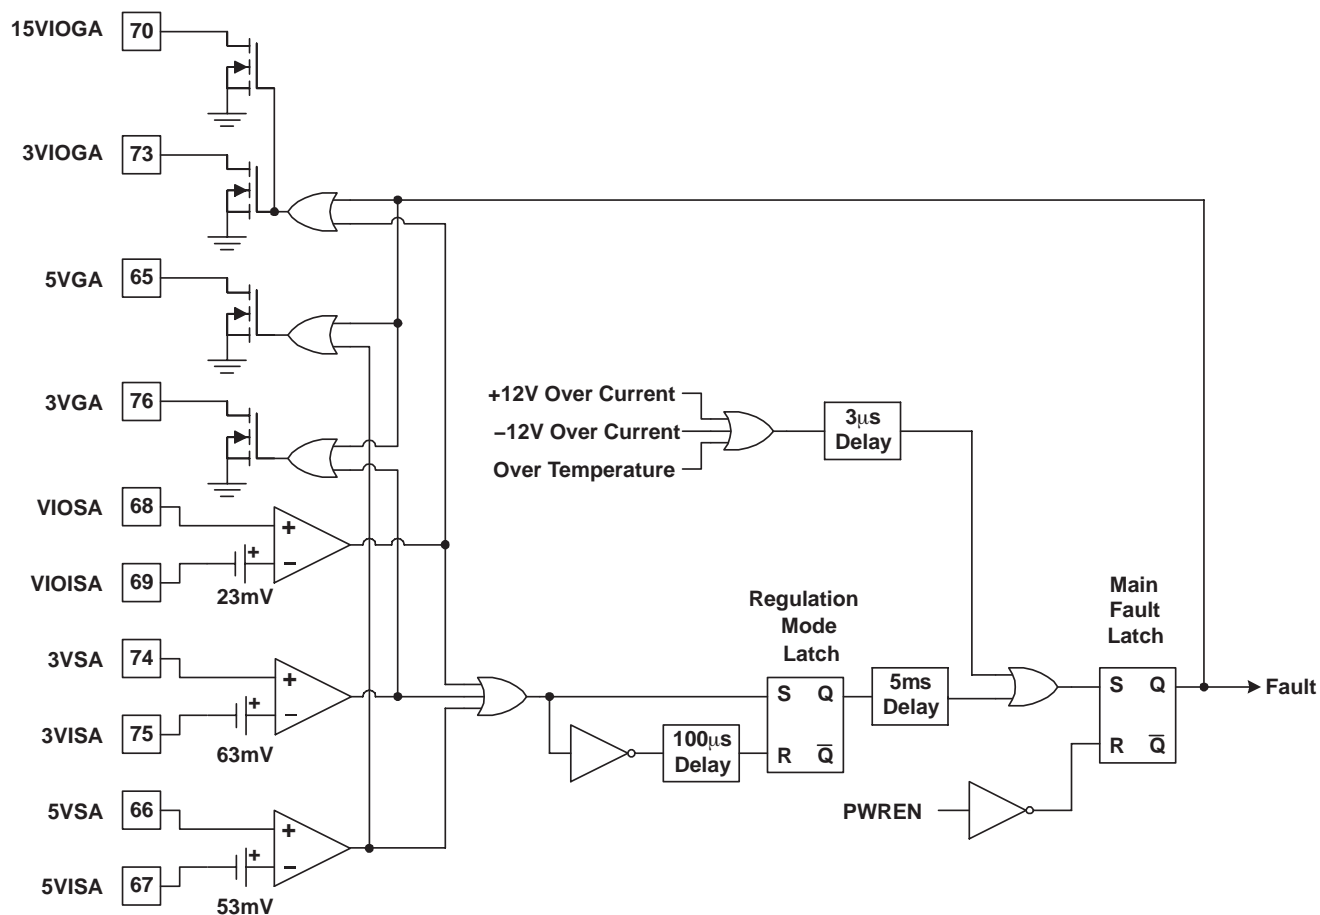 15VIOGA 70
3VIOGA 73
5VGA 65
3VGA 76
+12V Over Current
–12V Over Current
Over Temperature
3μs
Delay
VIOSA 68
+
–
+
VIOISA 69
23mV
3VSA 74
+
–
+
3VISA 75
63mV
5VSA 66
+
–
+
5VISA 67
53mV
100μs
Delay
Regulation
Mode
Latch
S Q
R Q̅
5ms
Delay
Main
Fault
Latch
S Q
R Q̅
Fault
PWREN